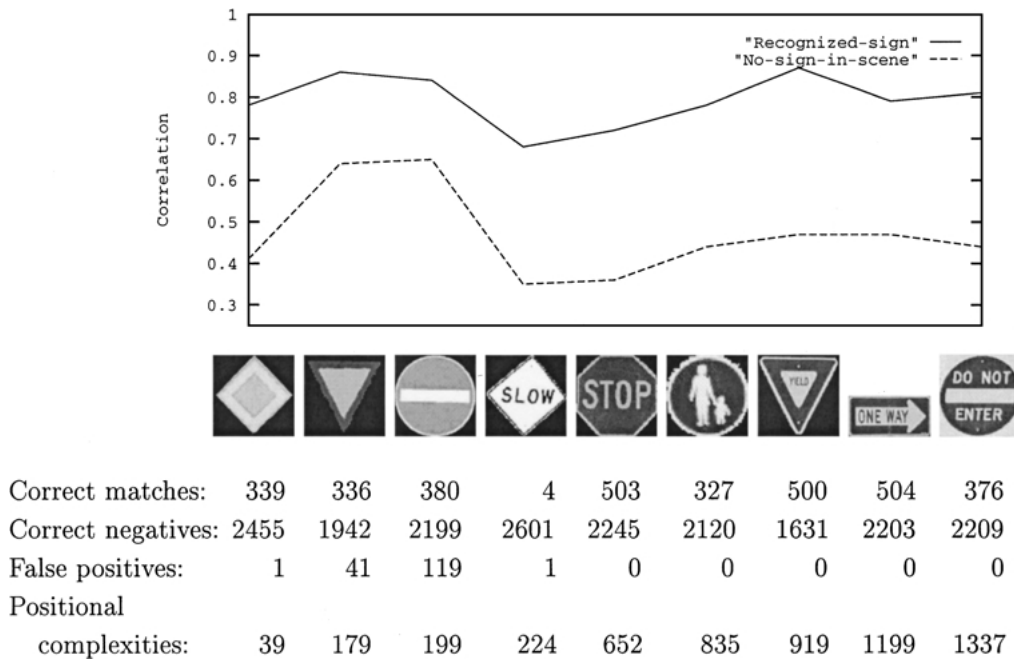 1
"Recognized-sign"
0.9
"No-sign-in-scene"
0.8
0.7
Correlation
0.6
0.5
0.4
0.3
SLOW
STOP
YIELD
ONE WAY
DO NOT
ENTER
Correct matches: 339 336 380 4 503 327 500 504 376
Correct negatives: 2455 1942 2199 2601 2245 2120 1631 2203 2209
False positives: 1 41 119 1 0 0 0 0 0
Positional
complexities: 39 179 199 224 652 835 919 1199 1337